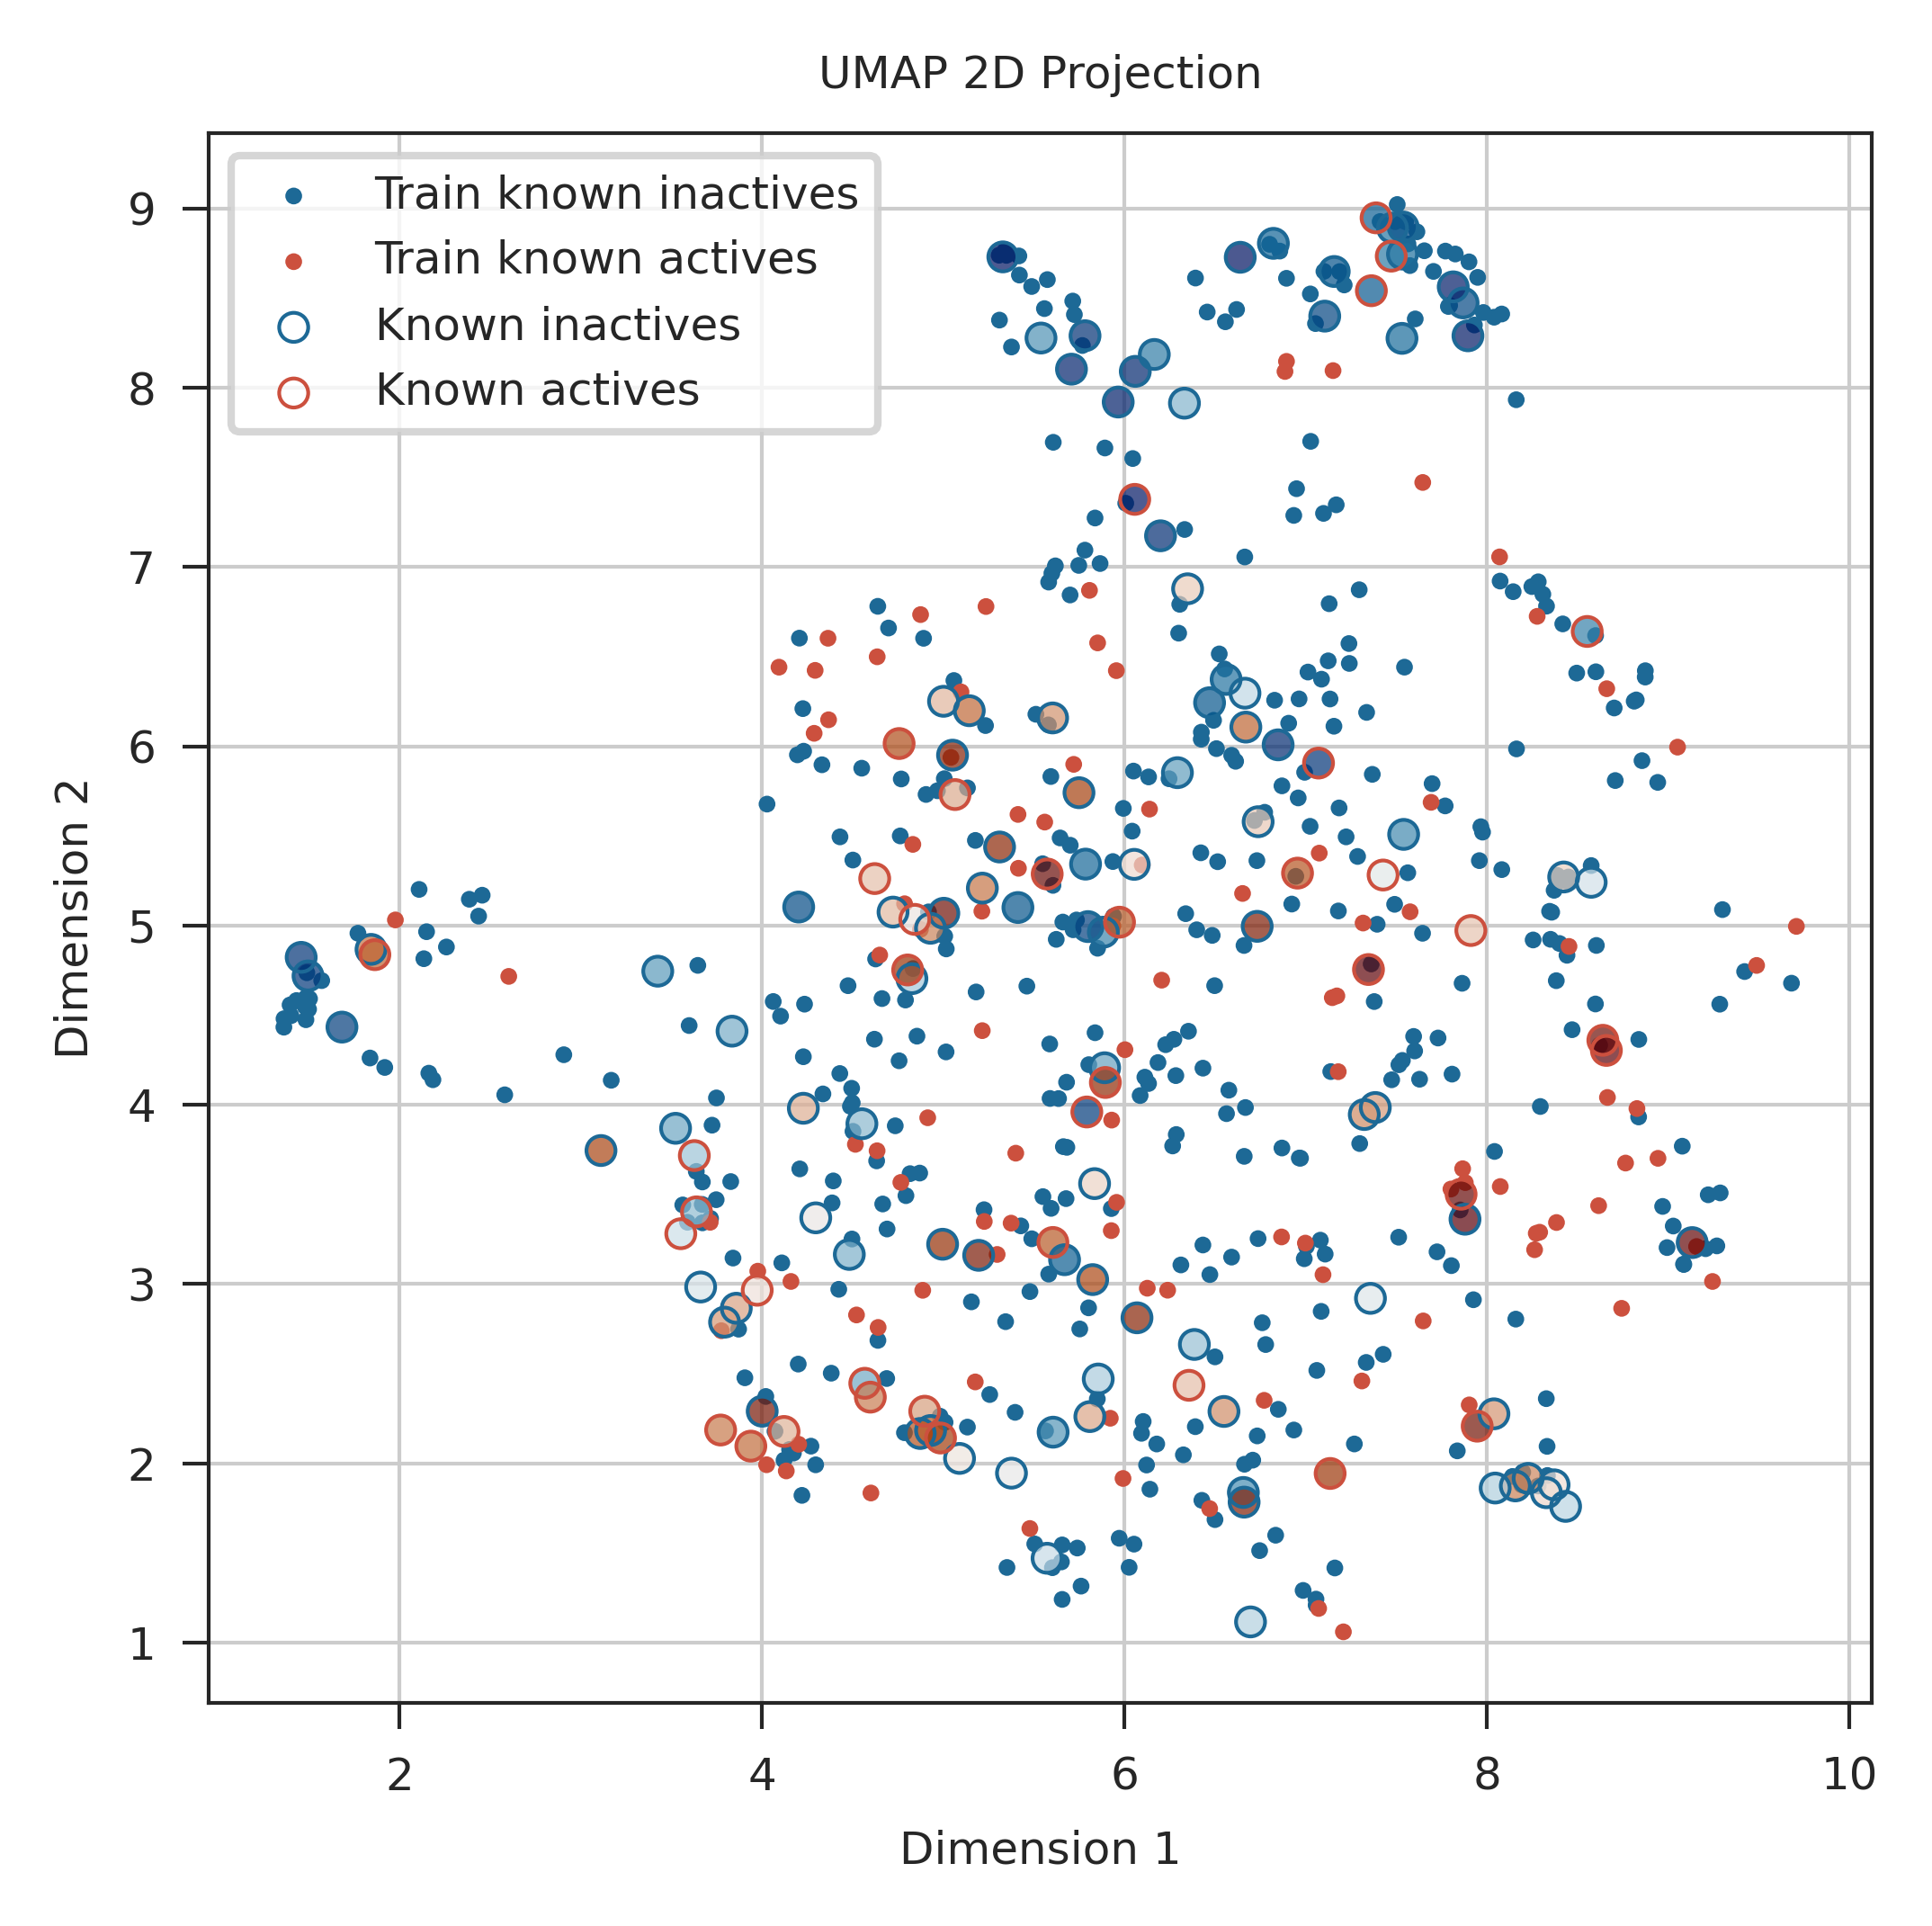 UMAP 2D Projection
Train known inactives
Train known actives
Known inactives
Known actives
9
8
7
6
5
4
3
2
1
Dimension 2
2 4 6 8 10
Dimension 1